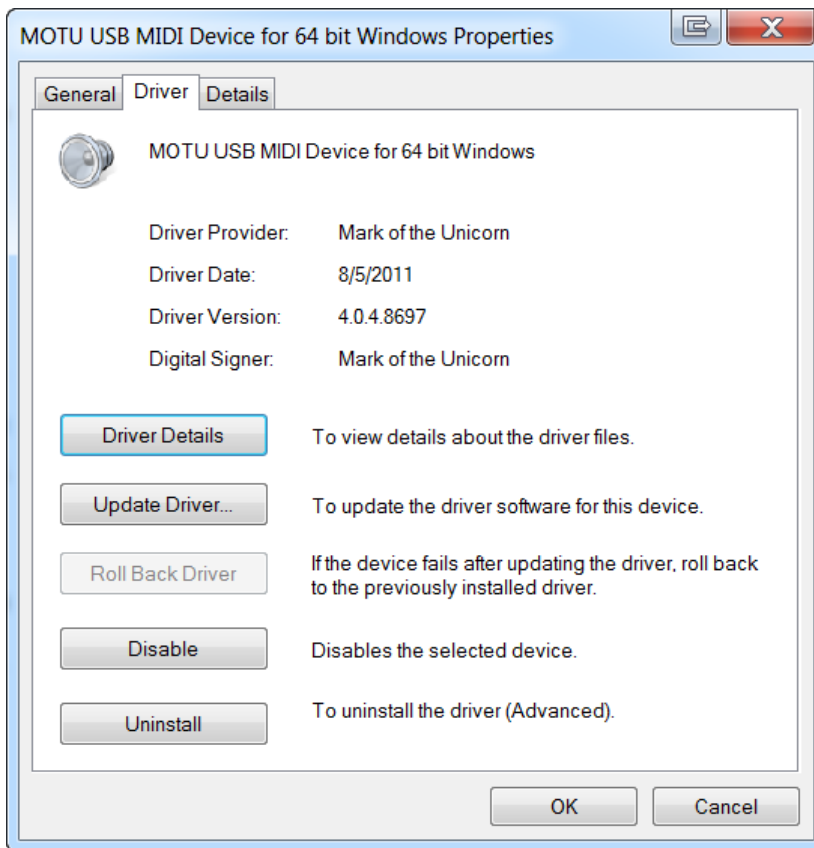 MOTU USB MIDI Device for 64 bit Windows Properties
General Driver Details
MOTU USB MIDI Device for 64 bit Windows
Driver Provider: Mark of the Unicorn
Driver Date: 8/5/2011
Driver Version: 4.0.4.8697
Digital Signer: Mark of the Unicorn
Driver Details To view details about the driver files.
Update Driver... To update the driver software for this device.
Roll Back Driver If the device fails after updating the driver, roll back
to the previously installed driver.
Disable Disables the selected device.
Uninstall To uninstall the driver (Advanced).
OK Cancel